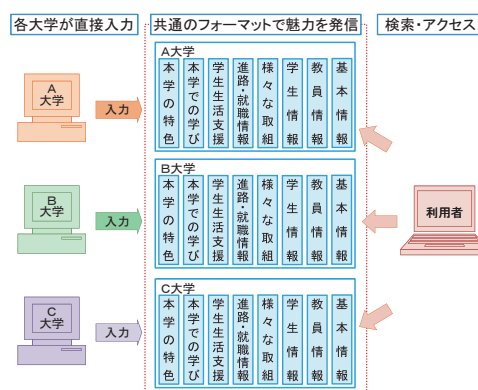 各大学が直接入力
共通のフォーマットで魅力を発信
検索・アクセス
A
大学
入力
A大学
本学の特色
本学での学び
学生生活支援
進路・就職情報
様々な取組
学生情報
教員情報
基本情報
B
大学
入力
B大学
本学の特色
本学での学び
学生生活支援
進路・就職情報
様々な取組
学生情報
教員情報
基本情報
利用者
C
大学
入力
C大学
本学の特色
本学での学び
学生生活支援
進路・就職情報
様々な取組
学生情報
教員情報
基本情報